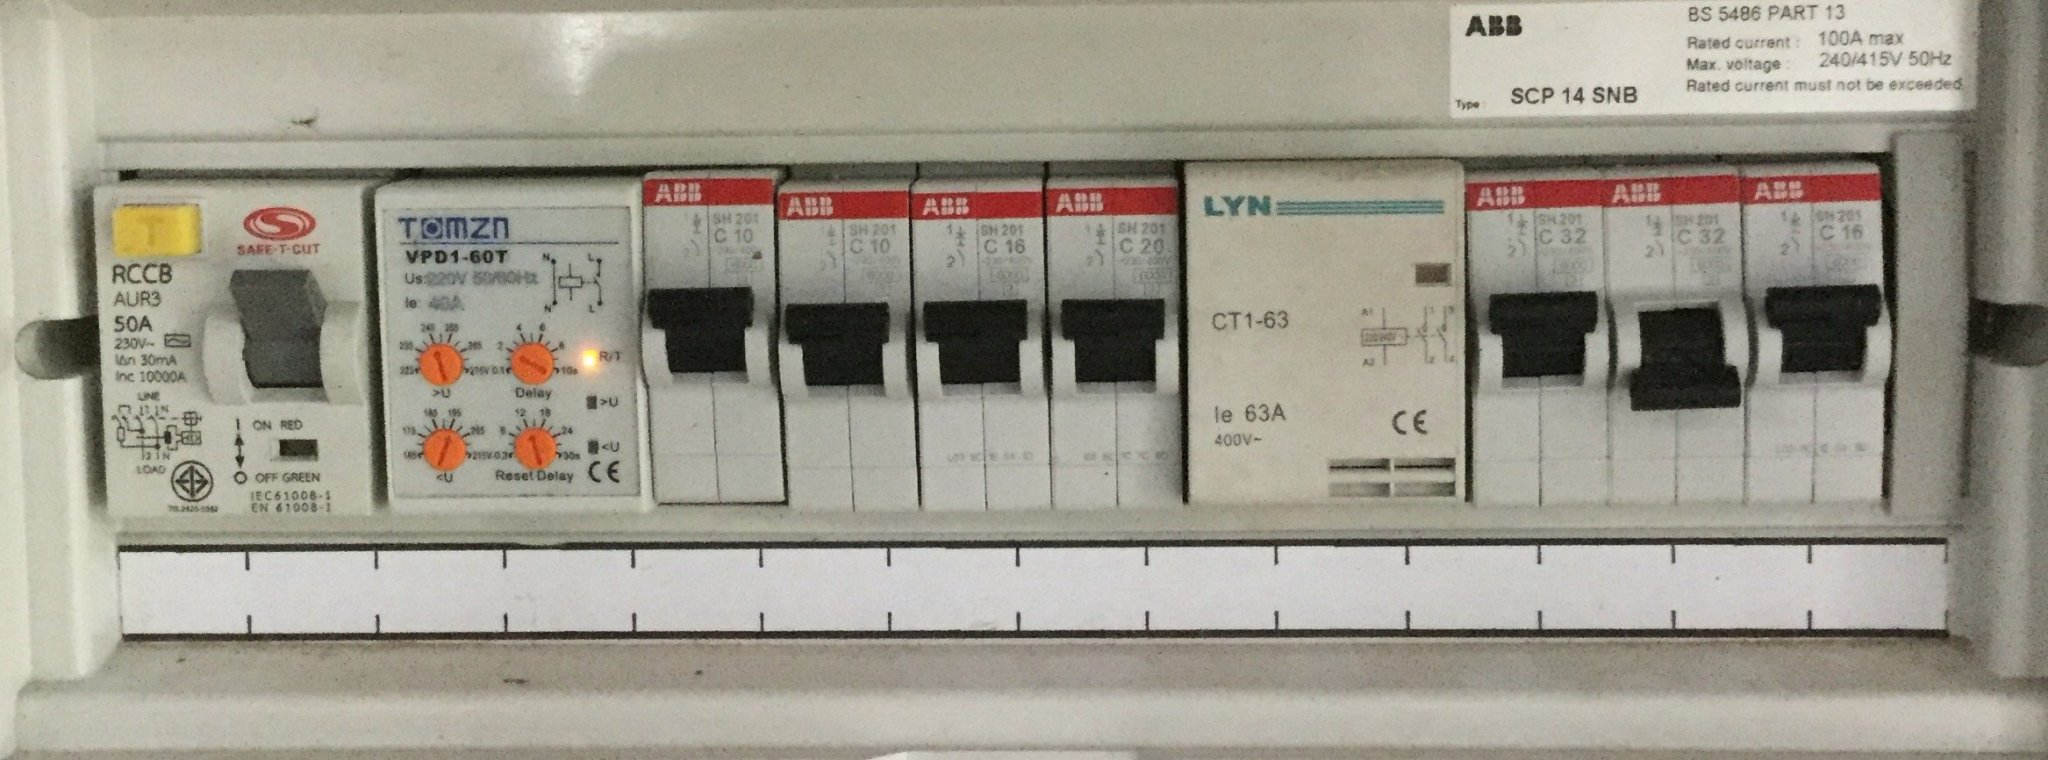 ABB
BS 5486 PART 13
Rated current : 100A max
Max. voltage : 240/415V 50Hz
Rated current must not be exceeded
Type : SCP 14 SNB
T
SAFE-T-CUT
RCCB
AUR3
50A
230V~
IΔn 30mA
Inc 10000A
LINE
LOAD
I ON RED
O OFF GREEN
IEC61008-1
EN 61008-1
TOMZN
VPD1-60T
Us:220V 50/60Hz
Ie 40A
N L
N L
>U
Delay
R/T
>U
<U
<U
Reset Delay
CE
ABB
SH 201
C 10
ABB
SH 201
C 10
ABB
SH 201
C 16
ABB
SH 201
C 20
LYN
CT1-63
A1
A2
Ie 63A
400V~
CE
ABB
SH 201
C 32
ABB
SH 201
C 32
ABB
SH 201
C 16